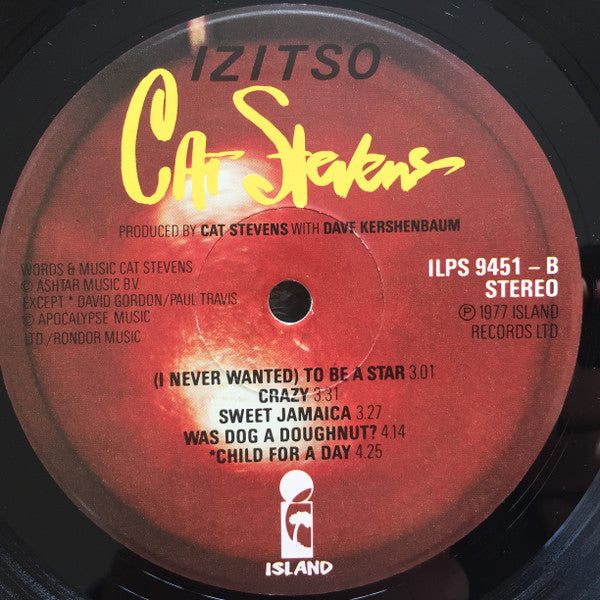 IZITSO
Cat Stevens
PRODUCED BY CAT STEVENS WITH DAVE KERSHENBAUM
WORDS & MUSIC CAT STEVENS
© ASHTAR MUSIC BV
EXCEPT * DAVID GORDON/PAUL TRAVIS
© APOCALYPSE MUSIC
LTD/RONDOR MUSIC
ILPS 9451 – B
STEREO
℗ 1977 ISLAND
RECORDS LTD
(I NEVER WANTED) TO BE A STAR 3.01
CRAZY 3.31
SWEET JAMAICA 3.27
WAS DOG A DOUGHNUT? 4.14
*CHILD FOR A DAY 4.25
ISLAND